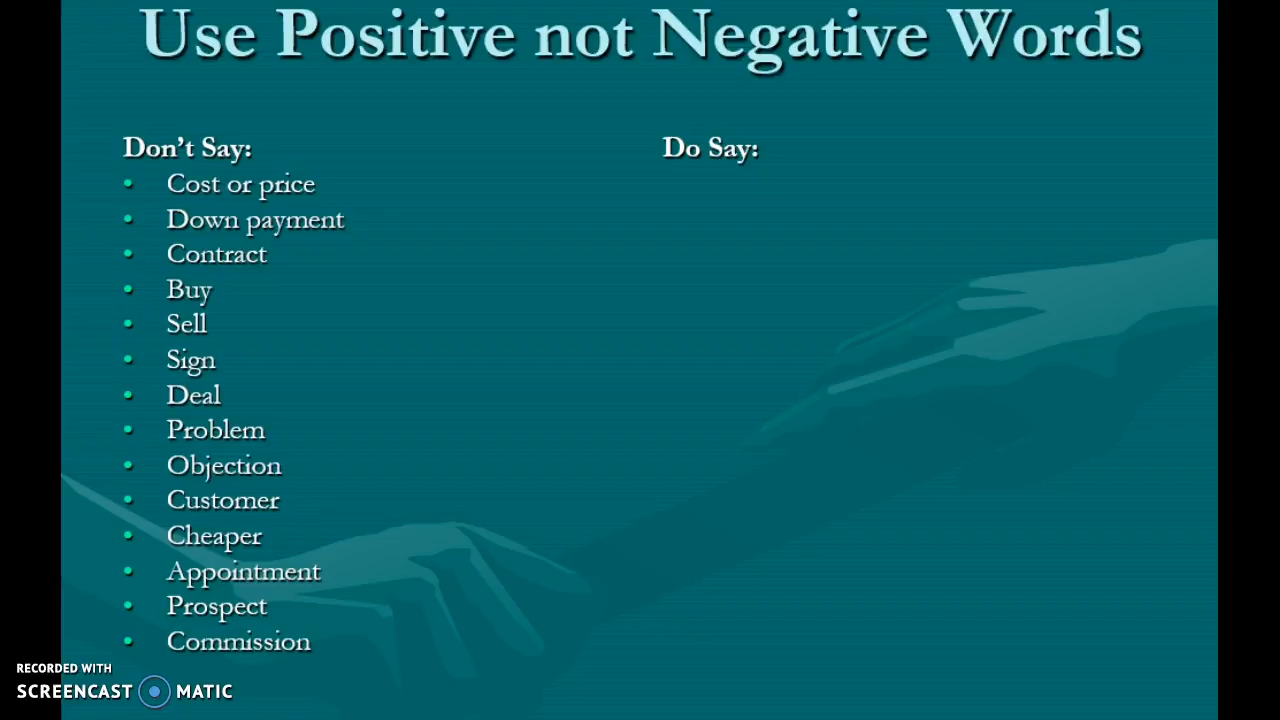 Use Positive not Negative Words
Don't Say:
• Cost or price
• Down payment
• Contract
• Buy
• Sell
• Sign
• Deal
• Problem
• Objection
• Customer
• Cheaper
• Appointment
• Prospect
• Commission
Do Say:
RECORDED WITH
SCREENCAST MATIC